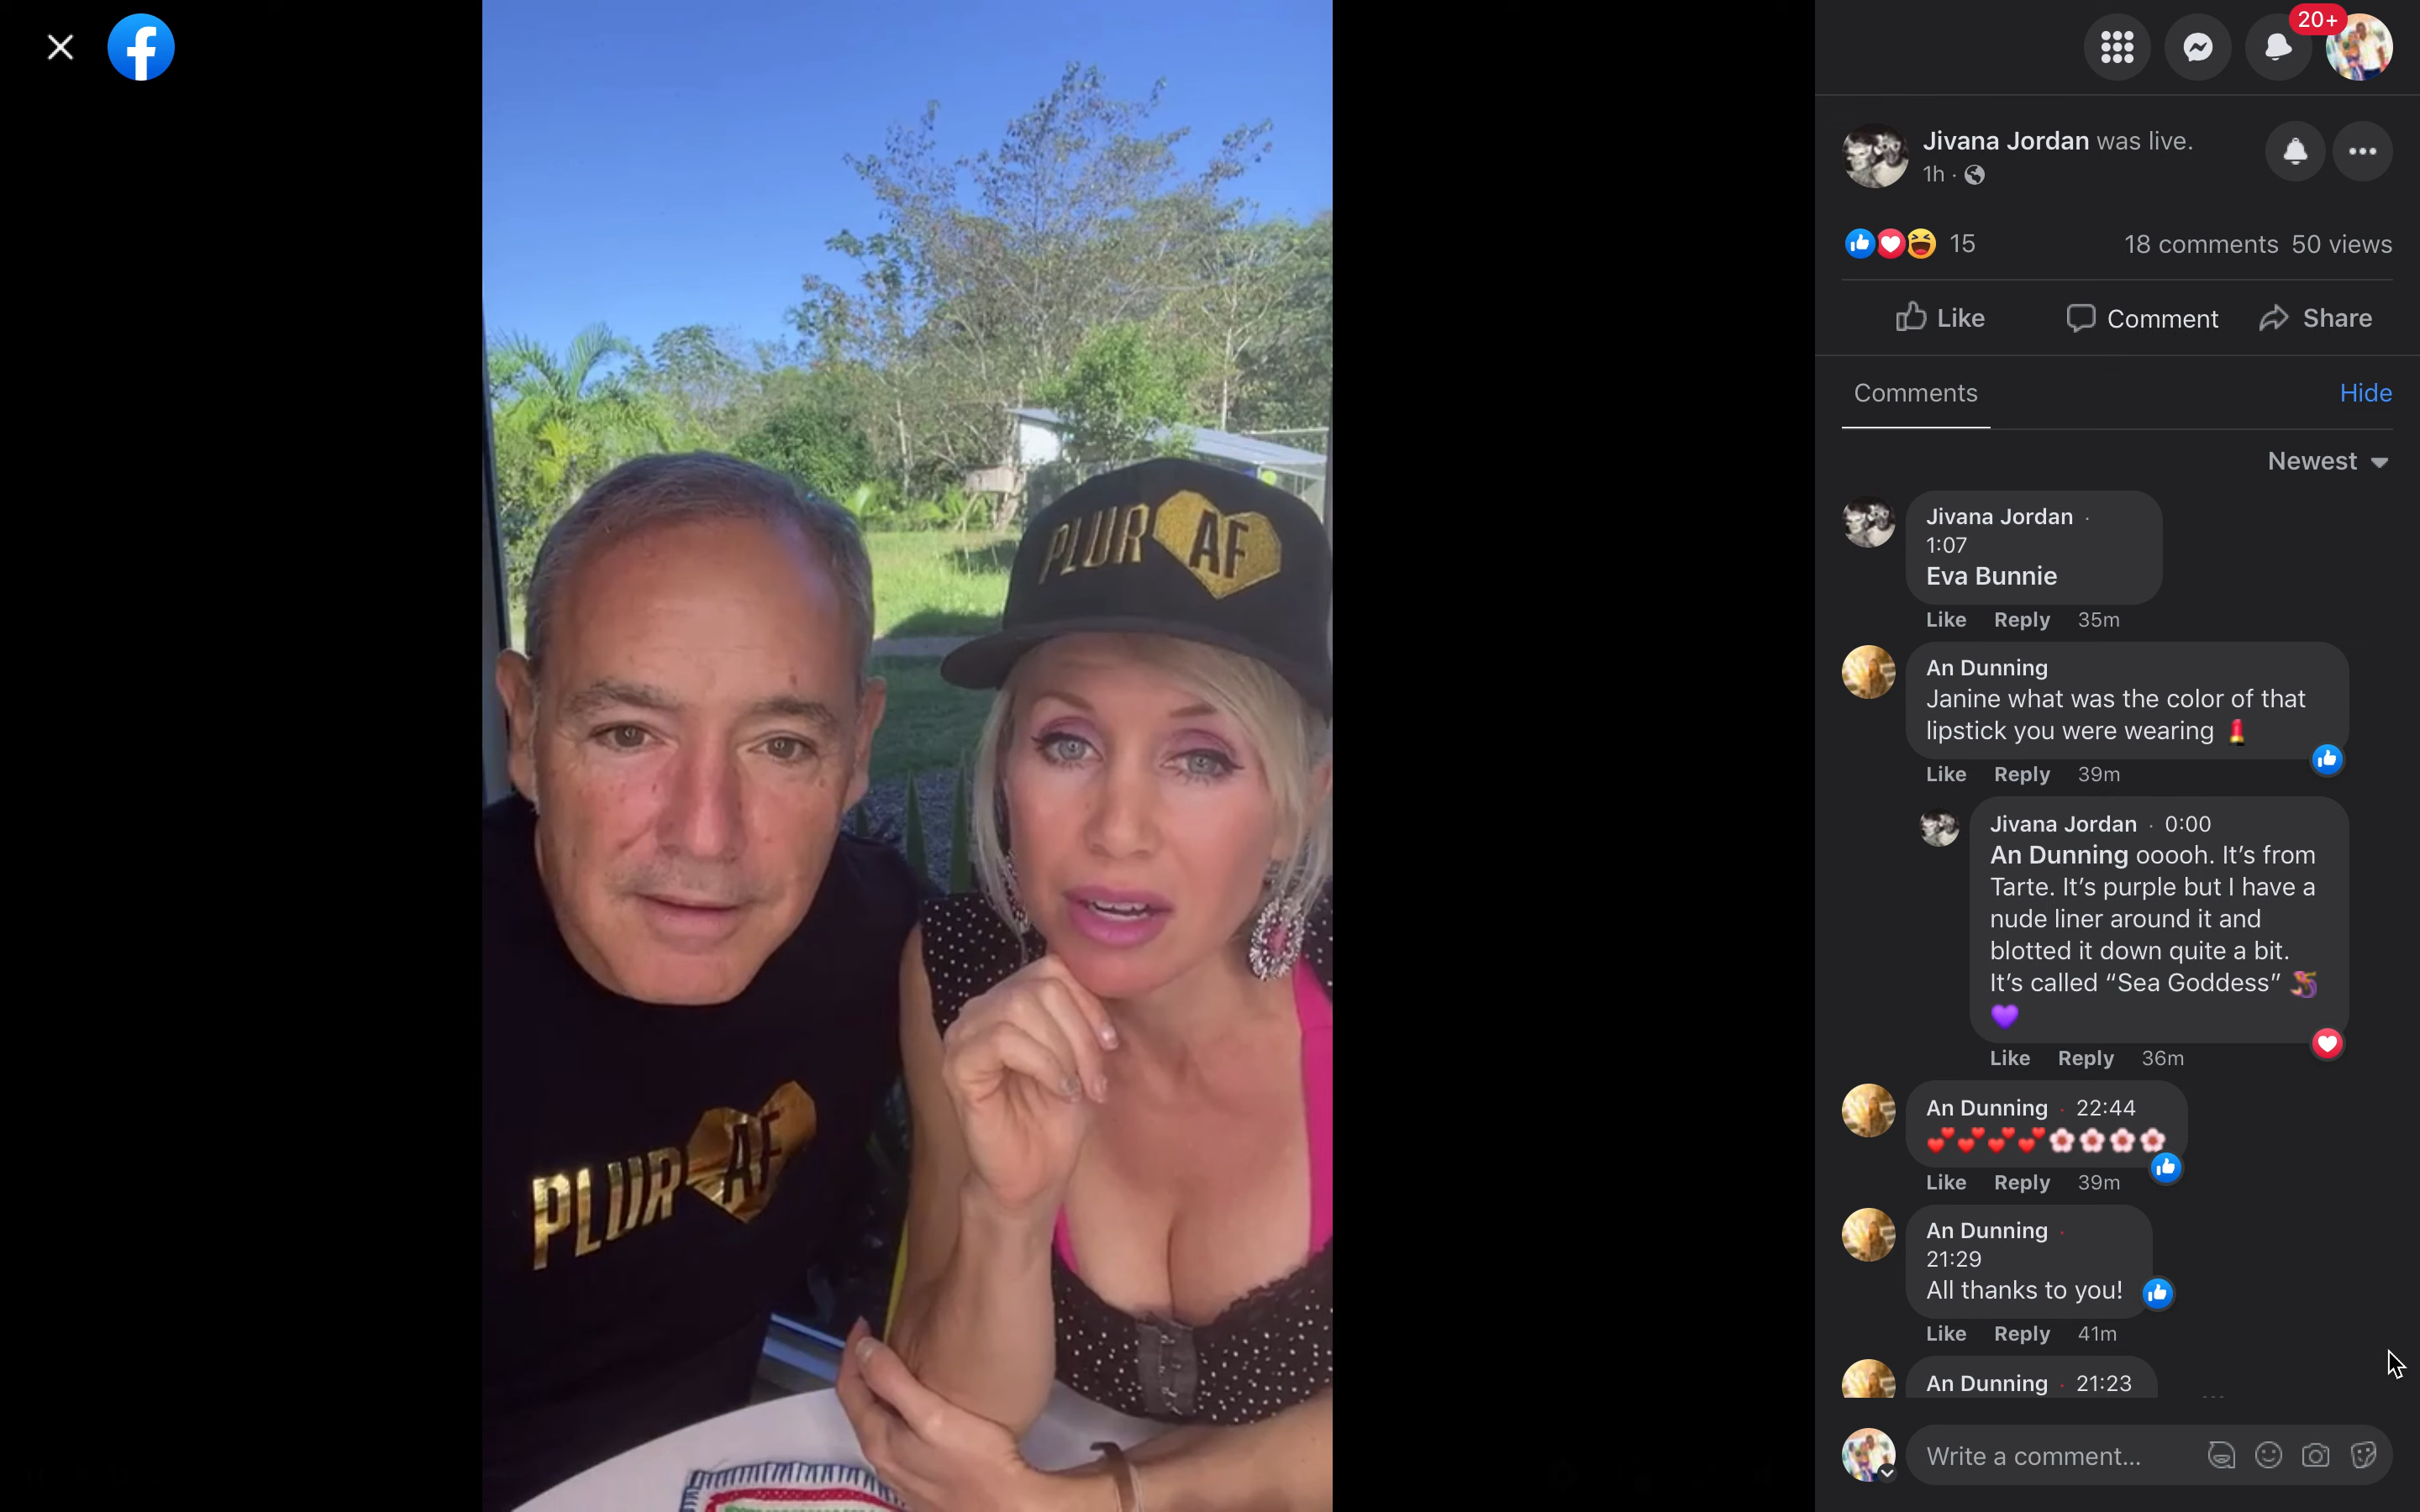 f
20+
Jivana Jordan was live.
1h ·
15
18 comments 50 views
Like
Comment
Share
Comments
Hide
Newest
Jivana Jordan ·
1:07
Eva Bunnie
Like Reply 35m
An Dunning
Janine what was the color of that
lipstick you were wearing 💄
Like Reply 39m
Jivana Jordan · 0:00
An Dunning ooooh. It’s from
Tarte. It’s purple but I have a
nude liner around it and
blotted it down quite a bit.
It’s called “Sea Goddess” 🧜‍♀️
💜
Like Reply 36m
An Dunning · 22:44
💕💕💕💕🌸🌸🌸🌸
Like Reply 39m
An Dunning ·
21:29
All thanks to you!
Like Reply 41m
An Dunning · 21:23
Write a comment...
PLUR AF
PLUR AF